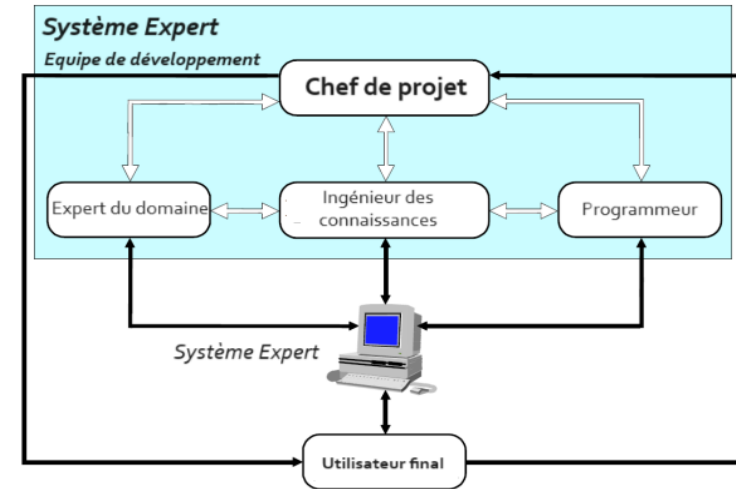 Système Expert
Equipe de développement
Chef de projet
Expert du domaine
Ingénieur des
connaissances
Programmeur
Système Expert
Utilisateur final